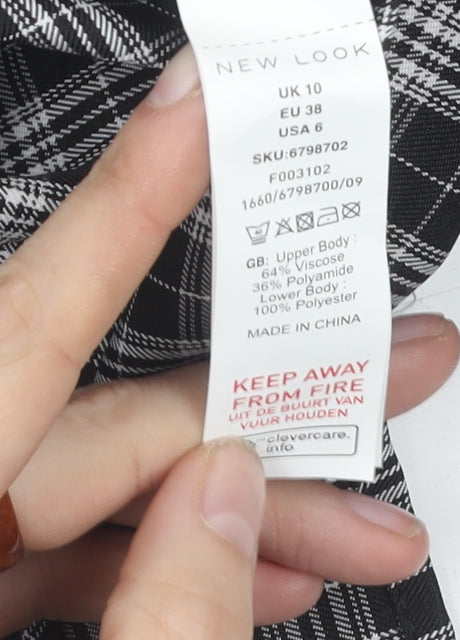 NEW LOOK
UK 10
EU 38
USA 6
SKU:6798702
F003102
1660/6798700/09
40
GB: Upper Body :
64% Viscose
36% Polyamide
Lower Body :
100% Polyester
MADE IN CHINA
KEEP AWAY
FROM FIRE
UIT DE BUURT VAN
VUUR HOUDEN
clevercare.
info